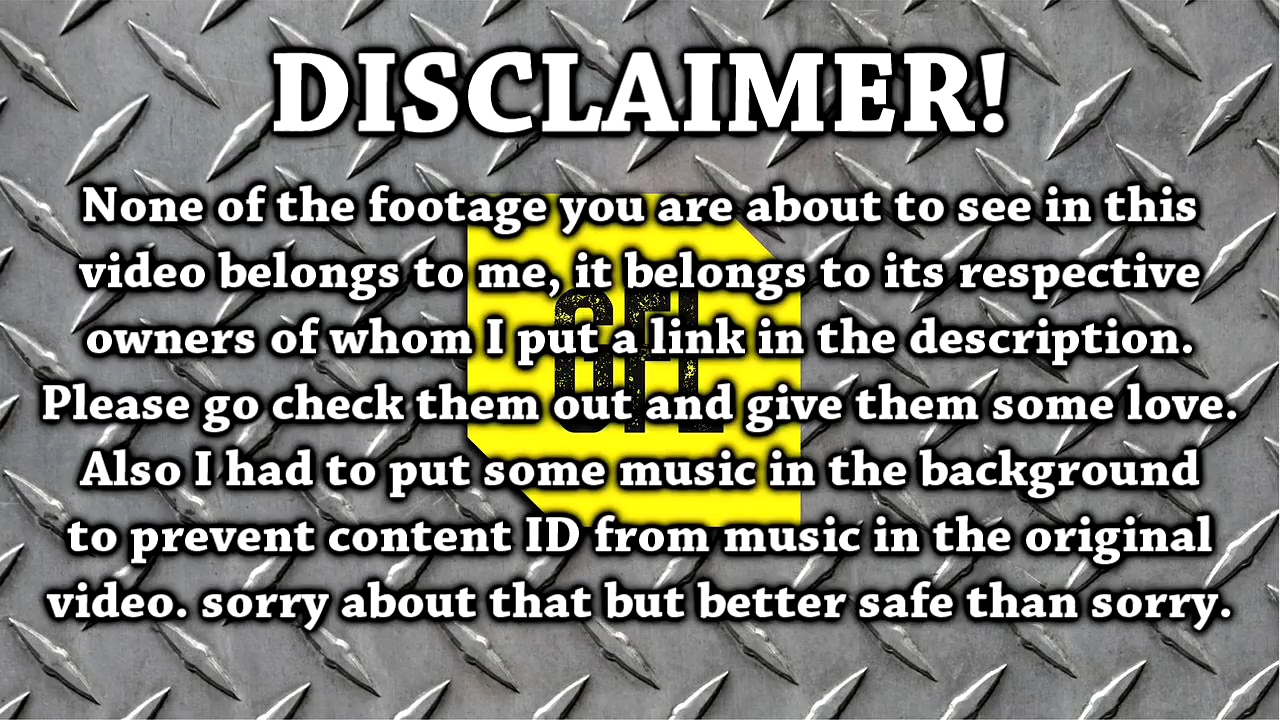 DISCLAIMER!
None of the footage you are about to see in this
video belongs to me, it belongs to its respective
owners of whom I put a link in the description.
Please go check them out and give them some love.
Also I had to put some music in the background
to prevent content ID from music in the original
video. sorry about that but better safe than sorry.
GFL